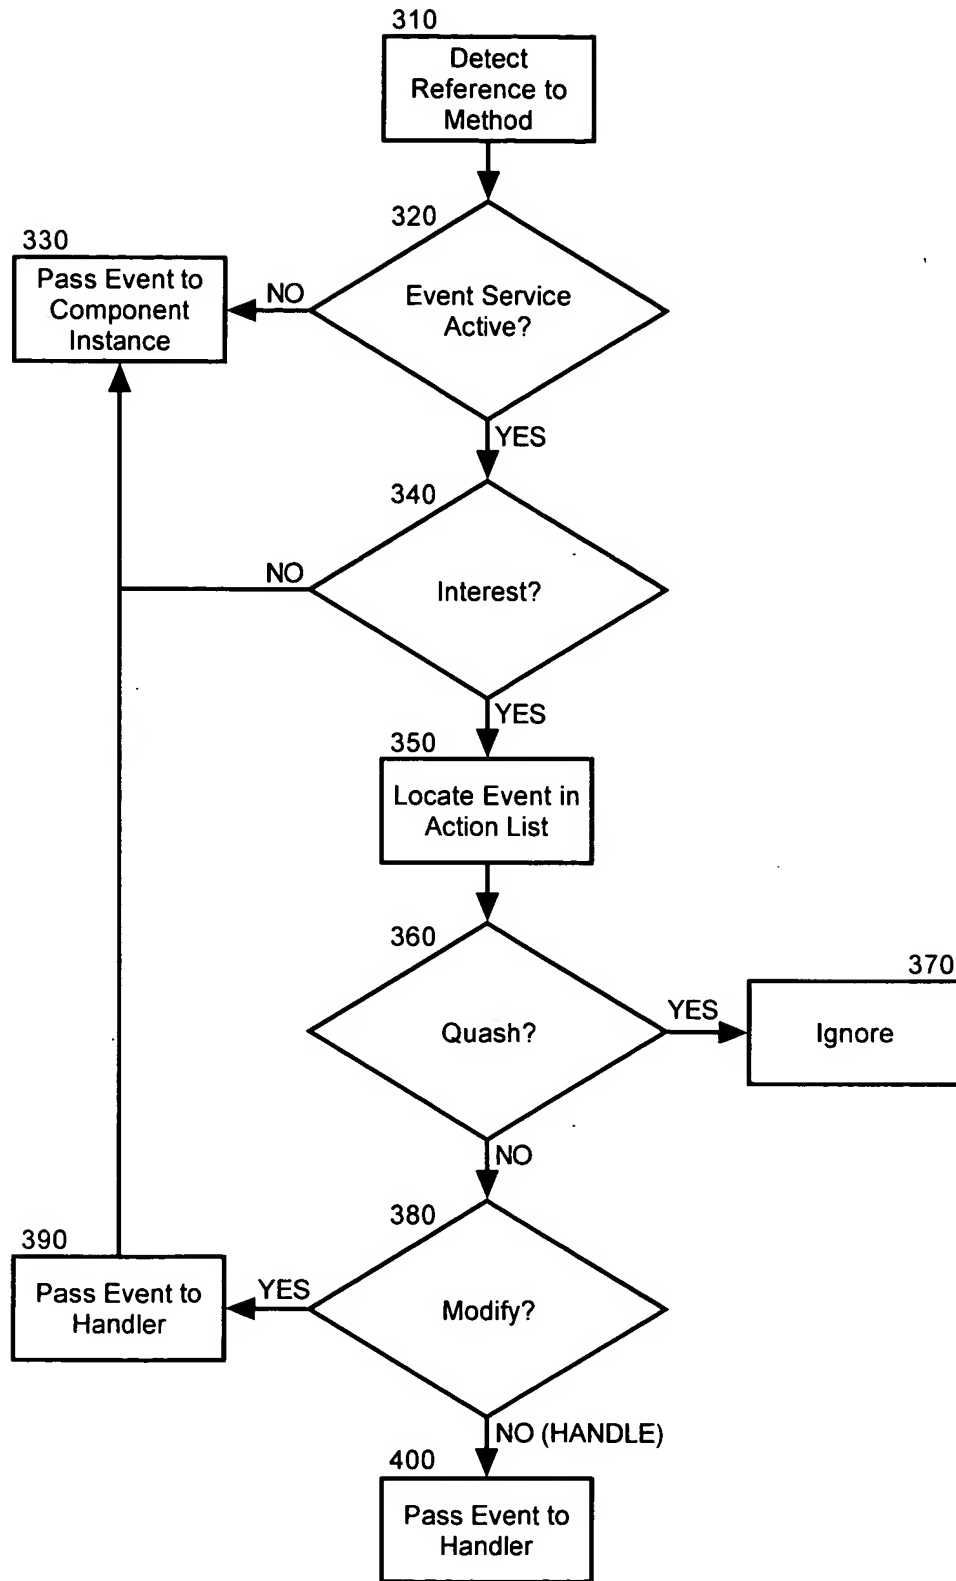 310
Detect
Reference to
Method
320
Event Service
Active?
NO
330
Pass Event to
Component
Instance
YES
340
Interest?
NO
YES
350
Locate Event in
Action List
360
Quash?
YES
370
Ignore
NO
380
Modify?
YES
390
Pass Event to
Handler
NO (HANDLE)
400
Pass Event to
Handler